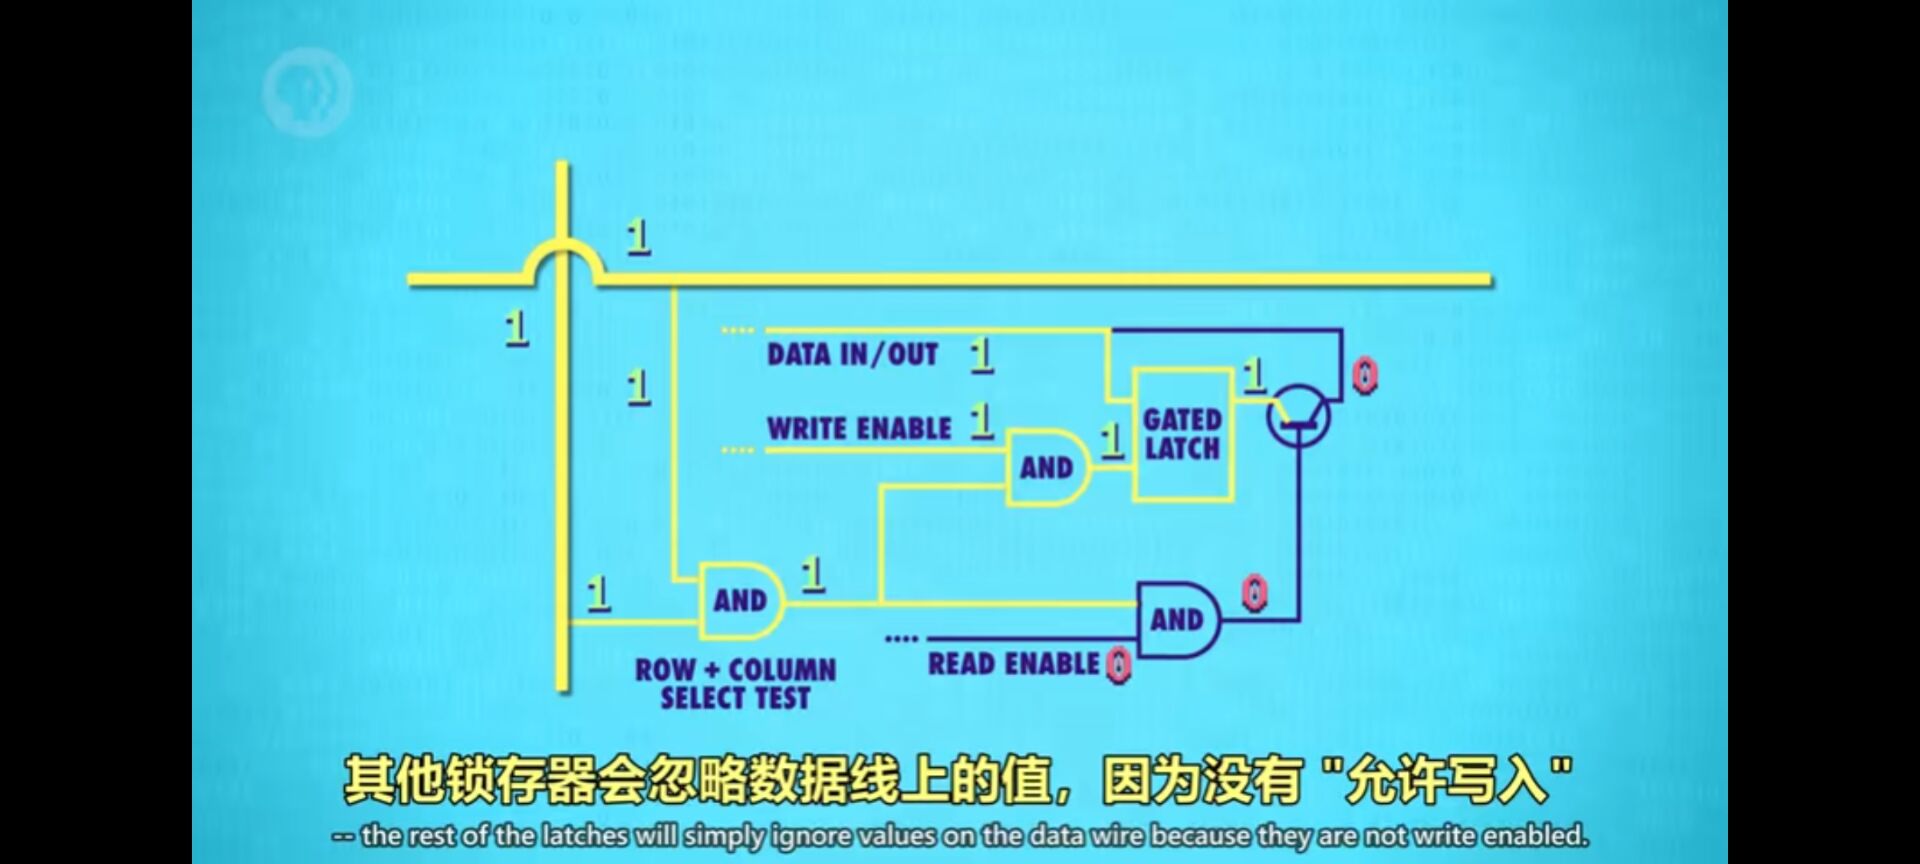 1
1
1
DATA IN/OUT 1
1
0
WRITE ENABLE 1
1
GATED
LATCH
AND
1
1
AND
0
AND
ROW + COLUMN
SELECT TEST
READ ENABLE 0
其他锁存器会忽略数据线上的值，因为没有 "允许写入"
-- the rest of the latches will simply ignore values on the data wire because they are not write enabled.